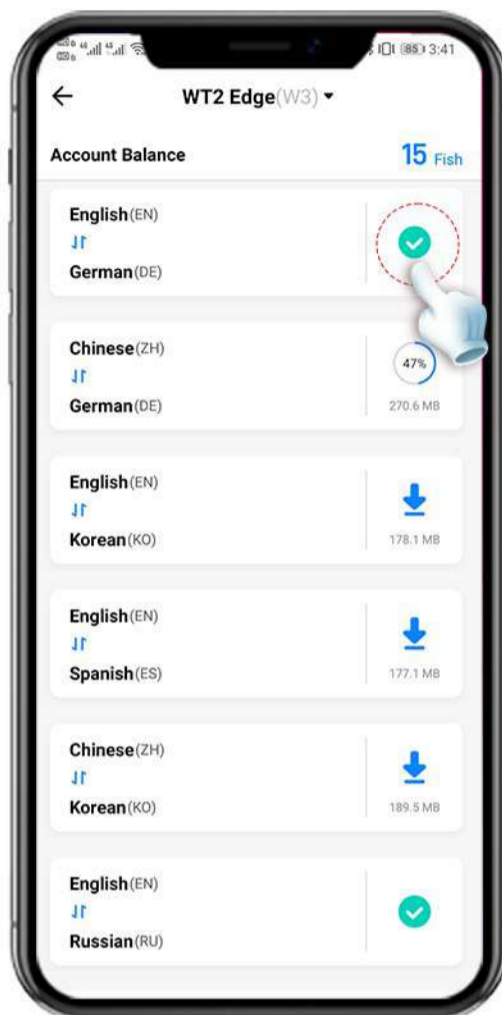 85 3:41
WT2 Edge(W3)
Account Balance 15 Fish
English(EN)
German(DE)
Chinese(ZH)
German(DE)
47%
270.6 MB
English(EN)
Korean(KO)
178.1 MB
English(EN)
Spanish(ES)
177.1 MB
Chinese(ZH)
Korean(KO)
189.5 MB
English(EN)
Russian(RU)